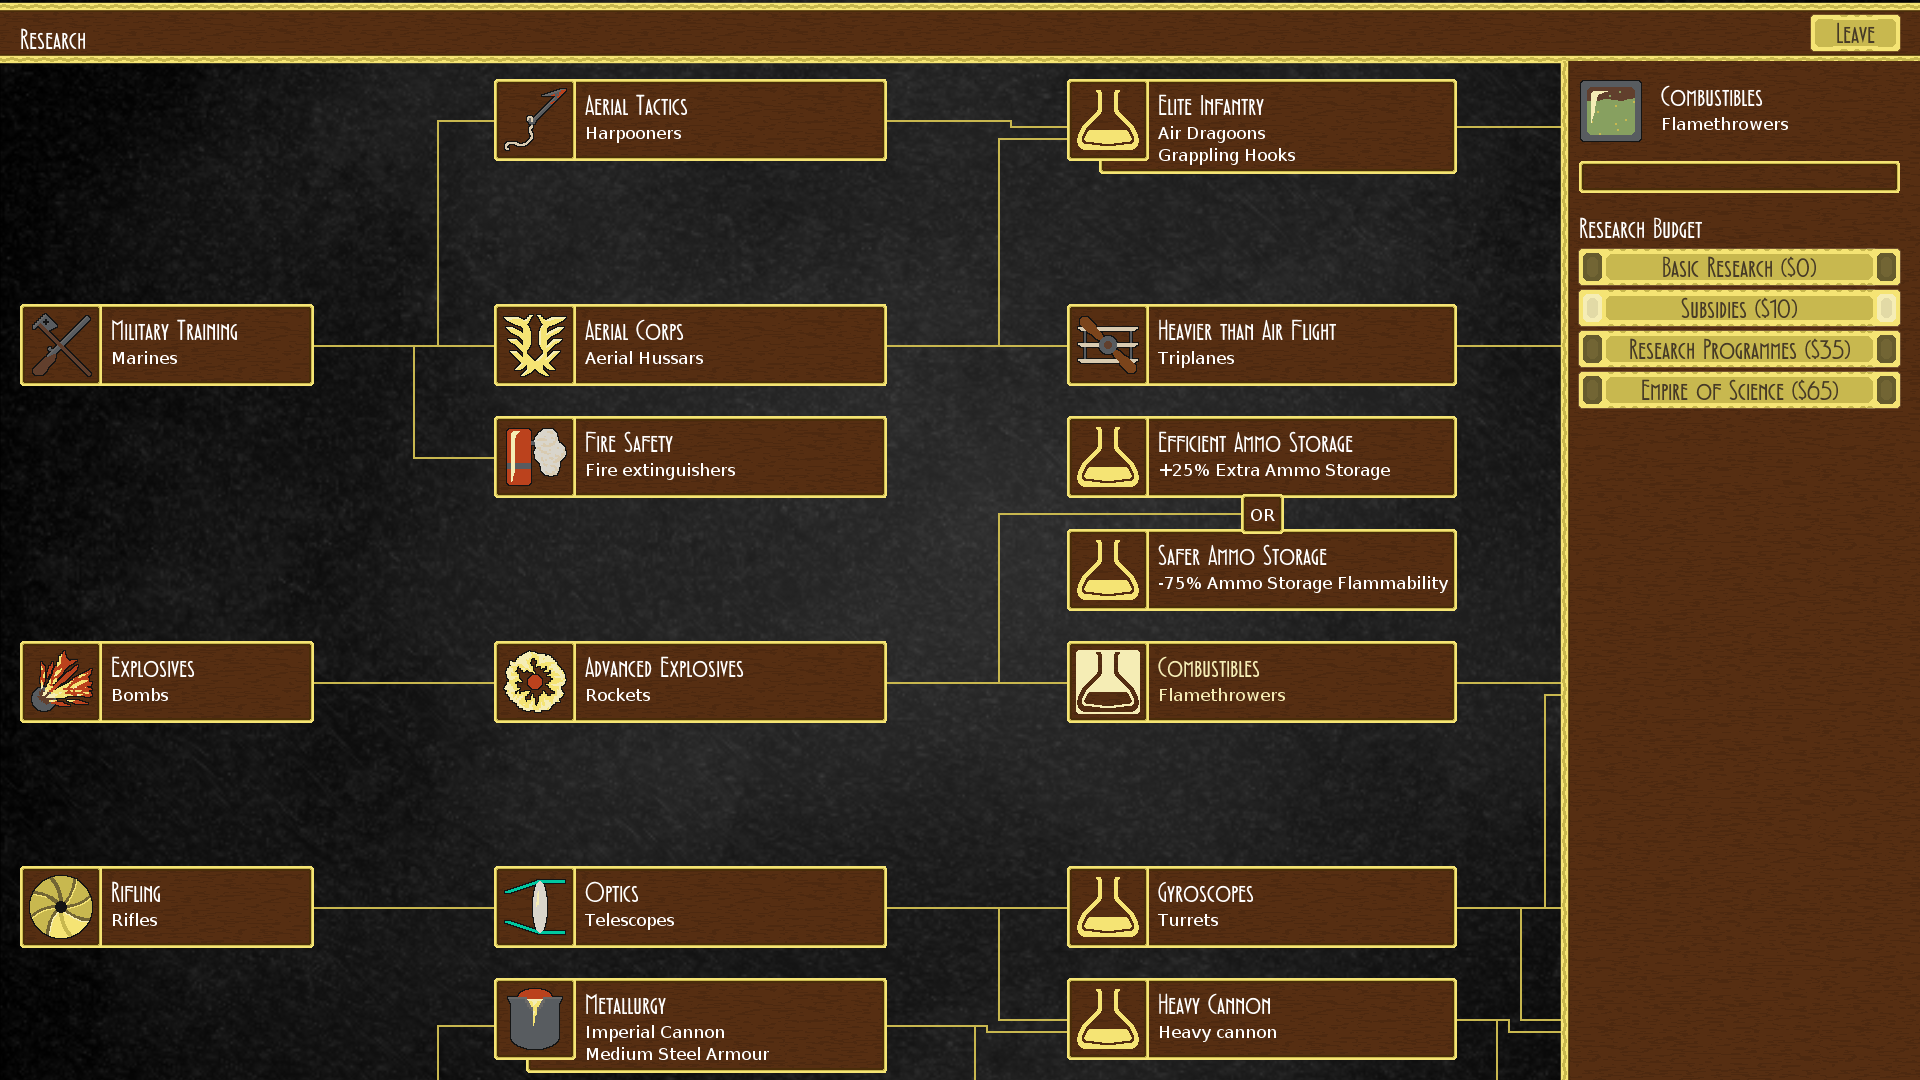 Research
Leave
Aerial Tactics
Harpooners
Elite Infantry
Air Dragoons
Grappling Hooks
Military Training
Marines
Aerial Corps
Aerial Hussars
Heavier than Air Flight
Triplanes
Fire Safety
Fire extinguishers
Efficient Ammo Storage
+25% Extra Ammo Storage
OR
Safer Ammo Storage
-75% Ammo Storage Flammability
Explosives
Bombs
Advanced Explosives
Rockets
Combustibles
Flamethrowers
Rifling
Rifles
Optics
Telescopes
Gyroscopes
Turrets
Metallurgy
Imperial Cannon
Medium Steel Armour
Heavy Cannon
Heavy cannon
Combustibles
Flamethrowers
Research Budget
Basic Research ($0)
Subsidies ($10)
Research Programmes ($35)
Empire of Science ($65)